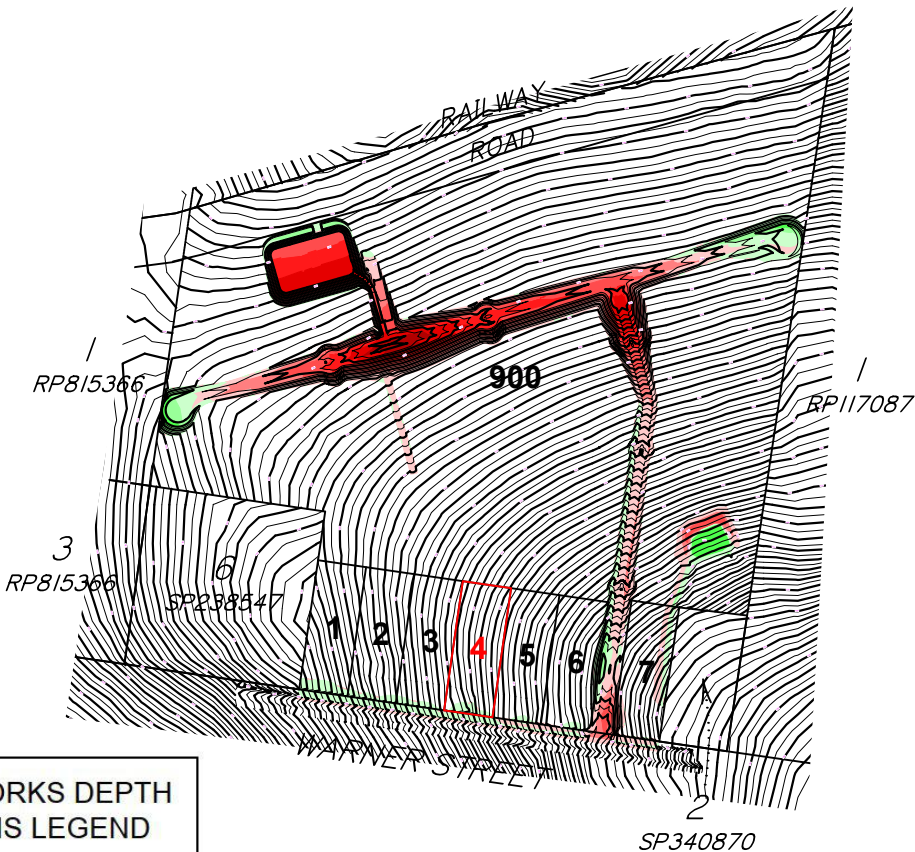 RAILWAY
ROAD
900
1
RP815366
1
RP117087
3
RP815366
6
SP238547
1
2
3
4
5
6
7
WARNER STREET
2
SP340870
ORKS DEPTH
IS LEGEND